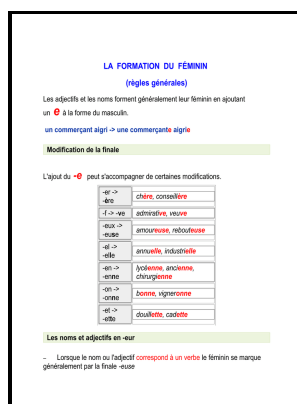 LA FORMATION DU FÉMININ
(règles générales)
Les adjectifs et les noms forment généralement leur féminin en ajoutant
un e à la forme du masculin.
un commerçant aigri -> une commerçante aigrie
Modification de la finale
L'ajout du -e peut s'accompagner de certaines modifications.
-er ->
-ère
chère, conseillère
-f -> -ve
admirative, veuve
-eux ->
-euse
amoureuse, rebouteuse
-el ->
-elle
annuelle, industrielle
-en ->
-enne
lycéenne, ancienne,
chirurgienne
-on ->
-onne
bonne, vigneronne
-et ->
-ette
douillette, cadette
Les noms et adjectifs en -eur
– Lorsque le nom ou l'adjectif correspond à un verbe le féminin se marque
généralement par la finale -euse